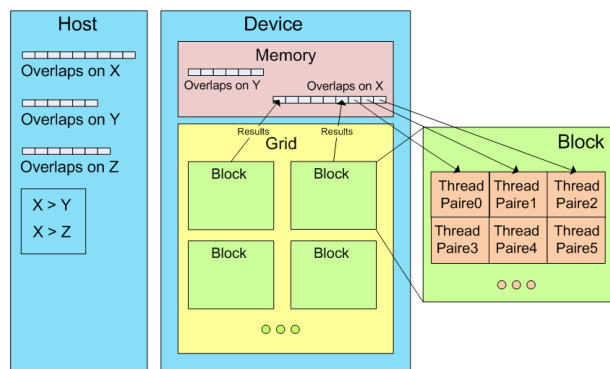 Host
Overlaps on X
Overlaps on Y
Overlaps on Z
X > Y
X > Z
Device
Memory
Overlaps on Y
Overlaps on X
Results
Results
Grid
Block
Block
Block
Block
Block
Thread Thread Thread
Paire0 Paire1 Paire2
Thread Thread Thread
Paire3 Paire4 Paire5